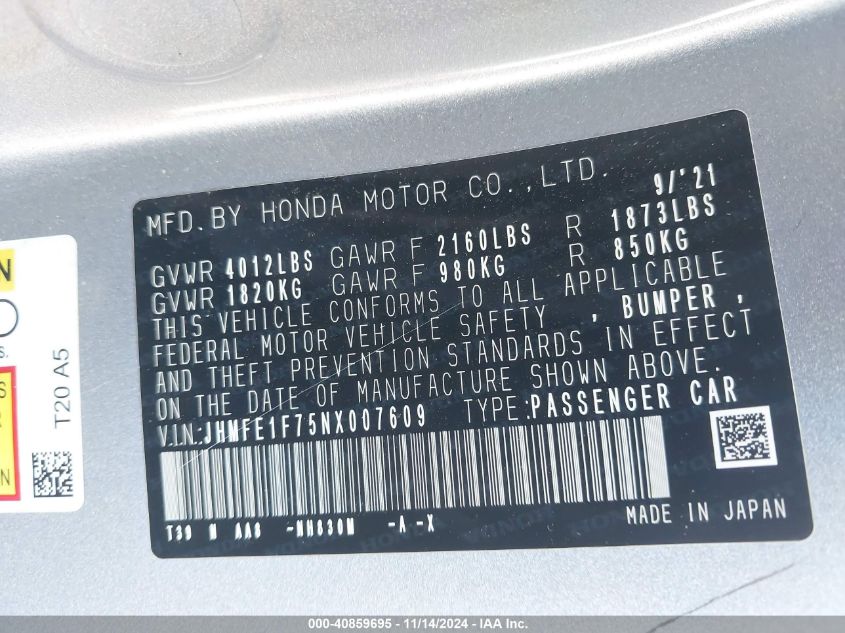 MFD. BY HONDA MOTOR CO., LTD. 9/'21
GVWR 4012LBS GAWR F 2160LBS R 1873LBS
GVWR 1820KG GAWR F 980KG R 850KG
THIS VEHICLE CONFORMS TO ALL APPLICABLE
FEDERAL MOTOR VEHICLE SAFETY , BUMPER ,
AND THEFT PREVENTION STANDARDS IN EFFECT
ON THE DATE OF MANUFACTURE SHOWN ABOVE.
V.I.N.:JHMFE1F75NX007609 TYPE:PASSENGER CAR
T39 M AA6 -NH830M -A -X
MADE IN JAPAN
T20 A5
000-40859695 - 11/14/2024 - IAA Inc.